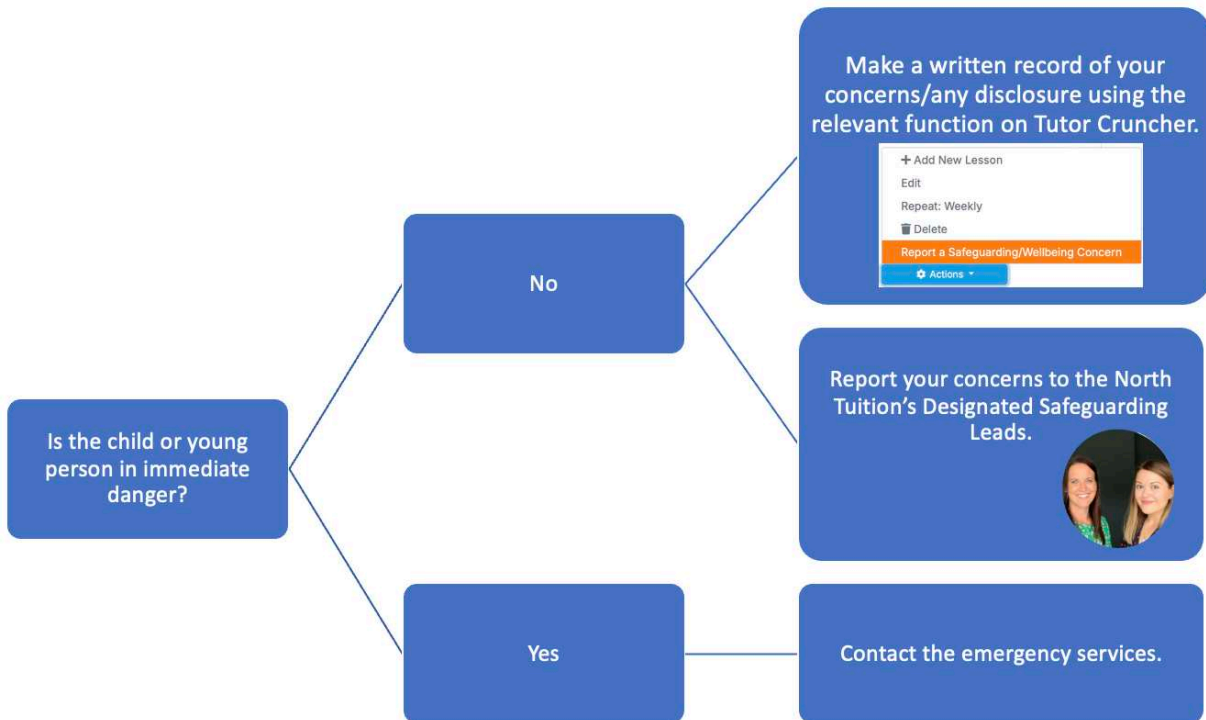 Is the child or young
person in immediate
danger?
No
Make a written record of your
concerns/any disclosure using the
relevant function on Tutor Cruncher.
+ Add New Lesson
Edit
Repeat: Weekly
Delete
Report a Safeguarding/Wellbeing Concern
Actions
Report your concerns to the North
Tuition’s Designated Safeguarding
Leads.
Yes
Contact the emergency services.